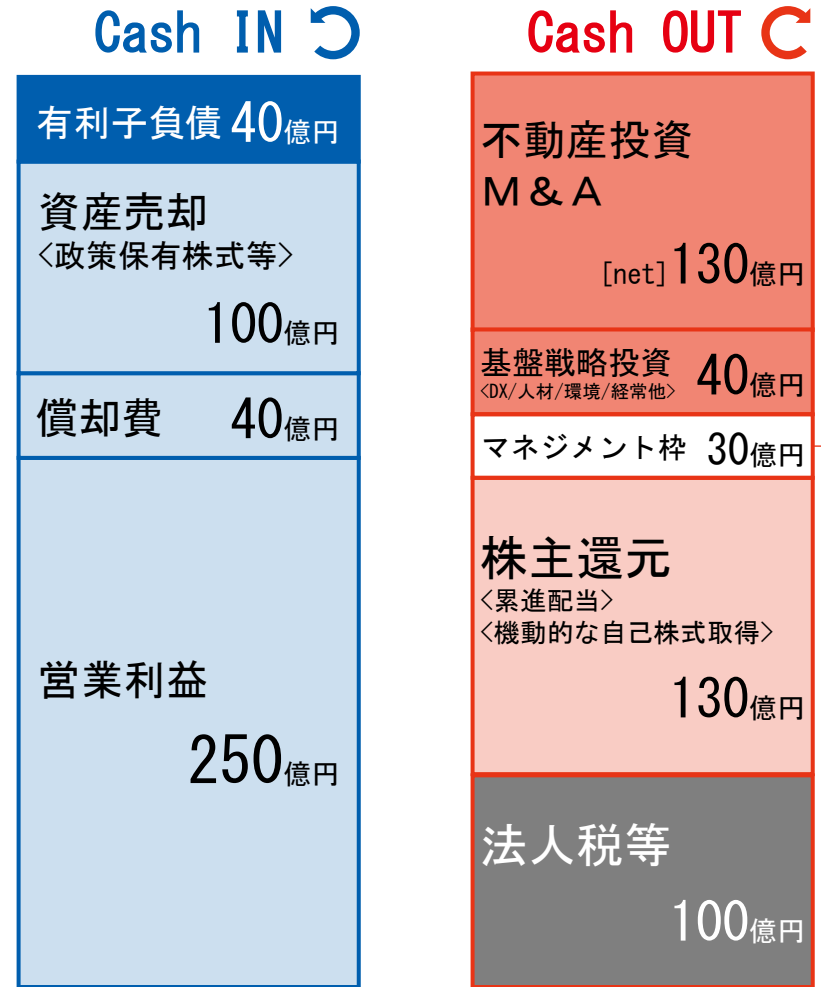 Cash IN
有利子負債 40億円
資産売却
<政策保有株式等>
100億円
償却費 40億円
営業利益
250億円
Cash OUT
不動産投資
M&A
[net]130億円
基盤戦略投資 40億円
<DX/人材/環境/経常他>
マネジメント枠 30億円
株主還元
<累進配当>
<機動的な自己株式取得>
130億円
法人税等
100億円